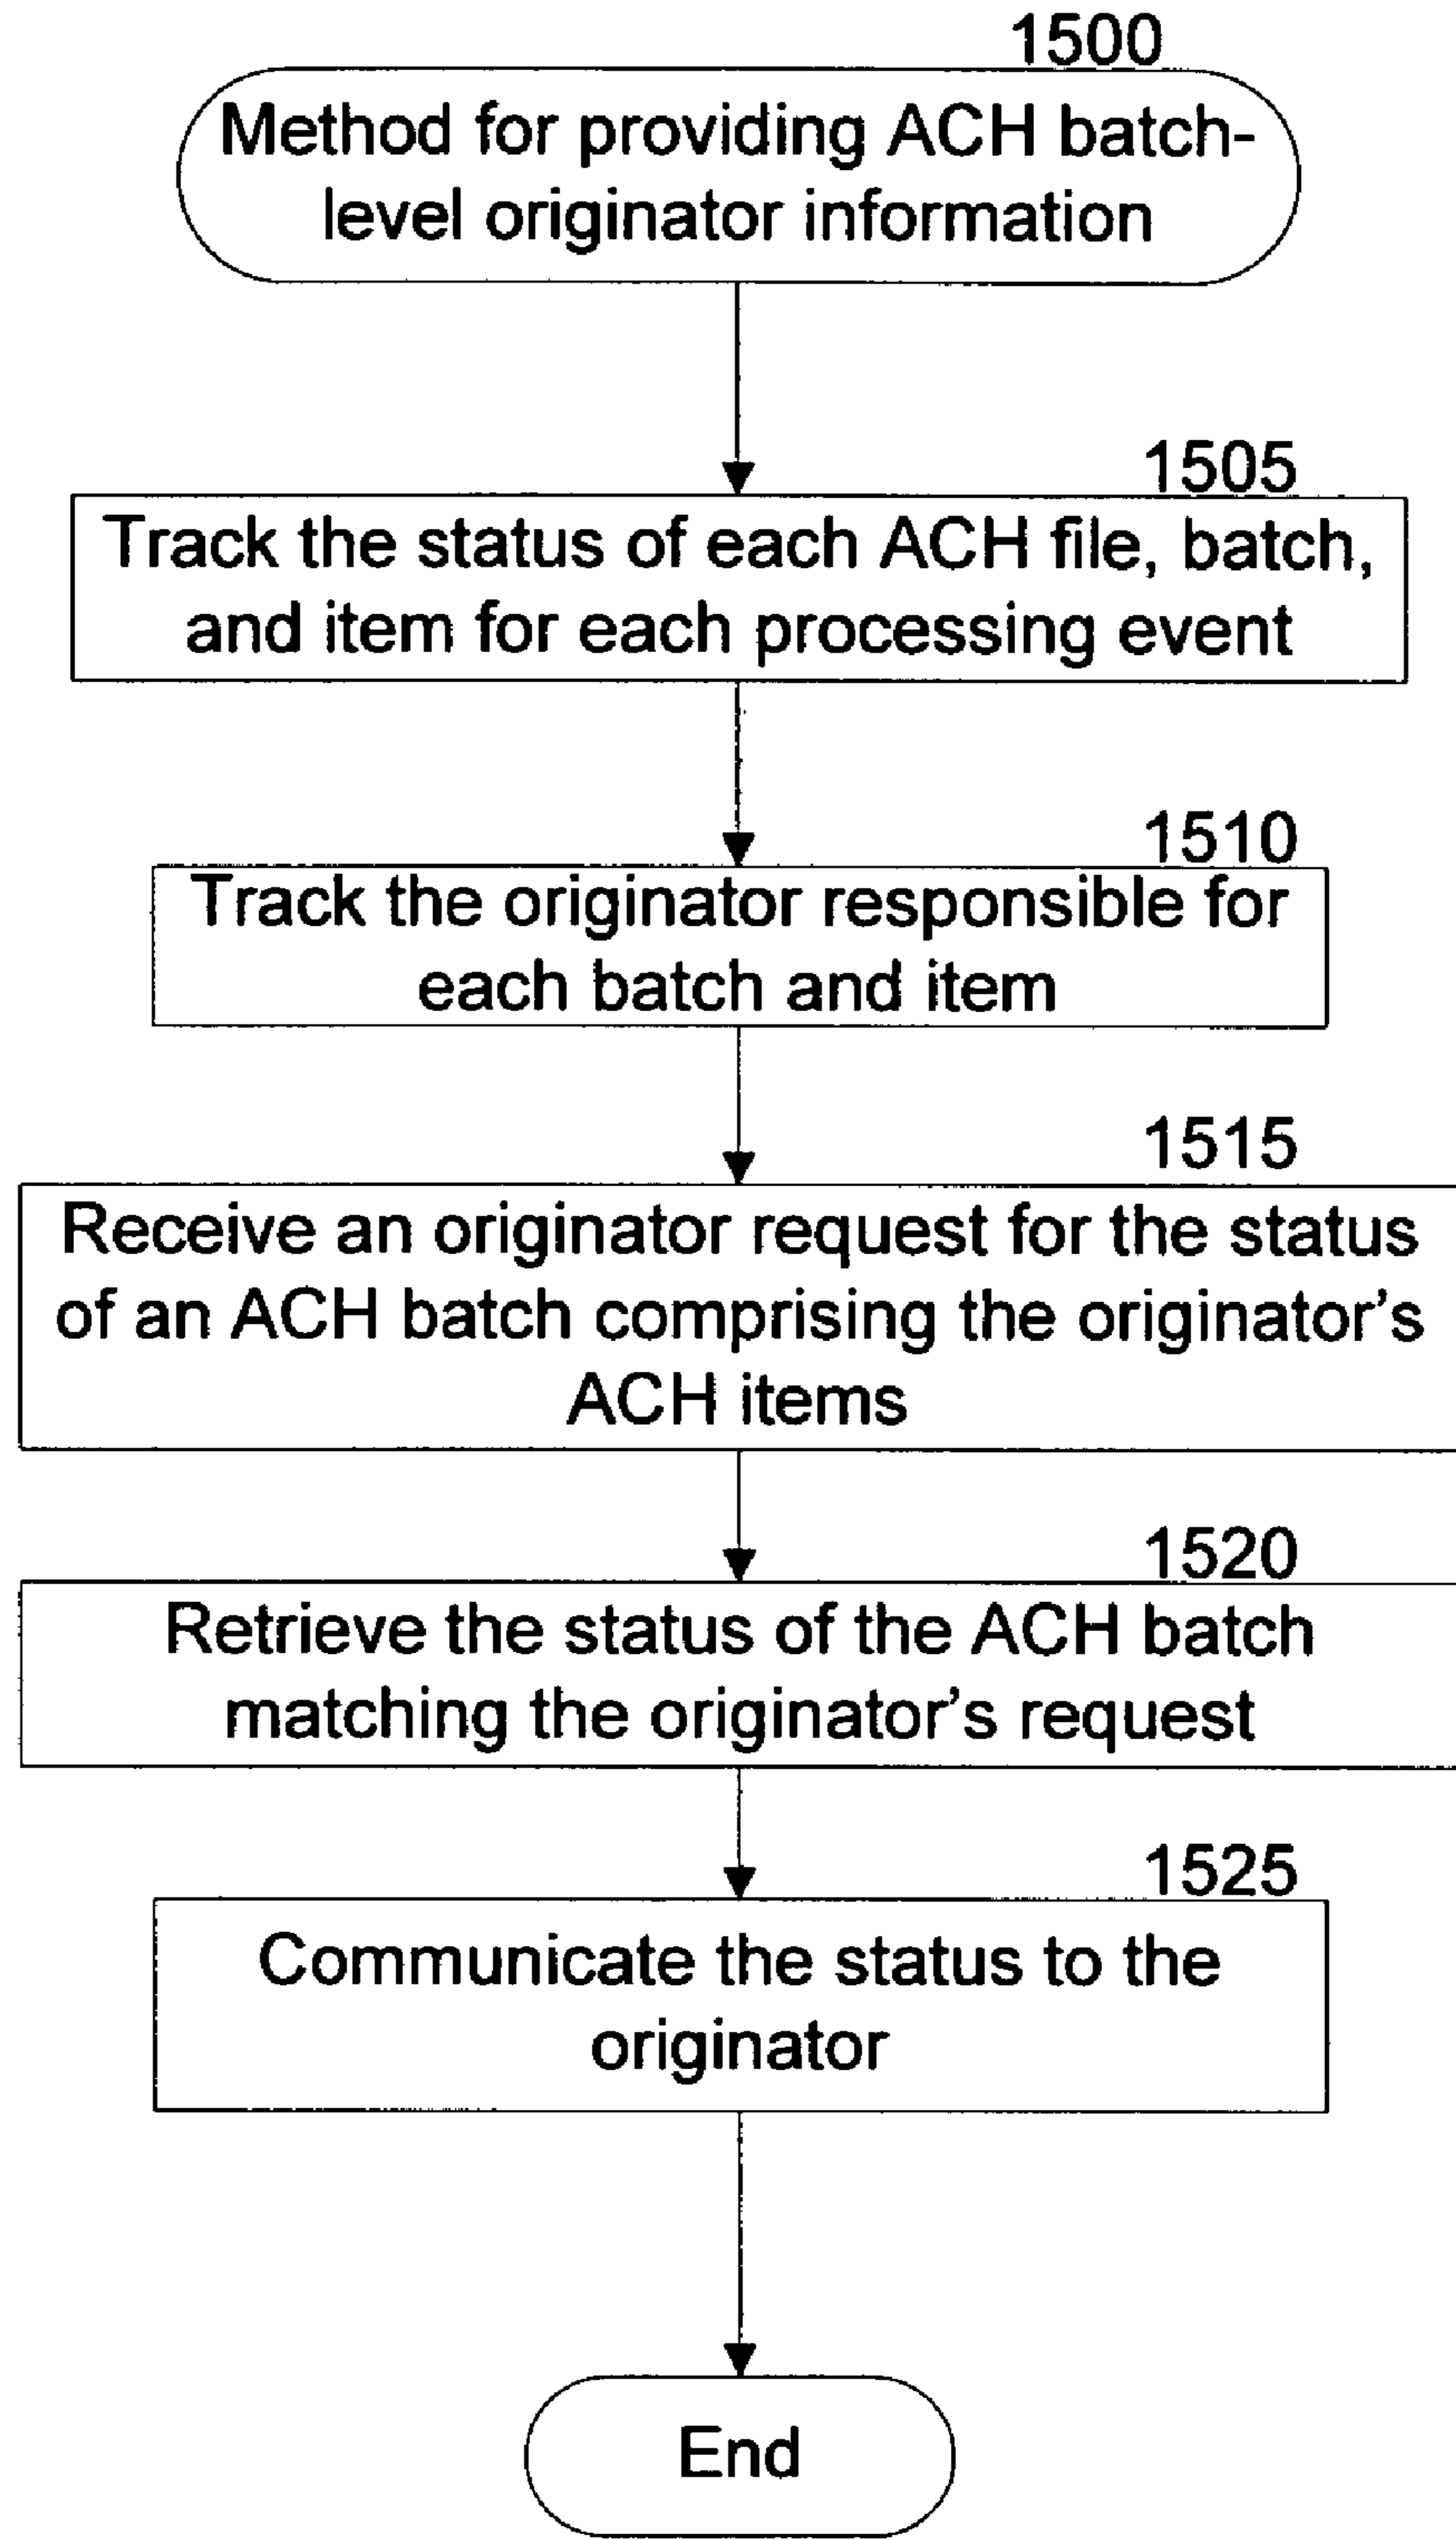 1500
Method for providing ACH batch-
level originator information
1505
Track the status of each ACH file, batch,
and item for each processing event
1510
Track the originator responsible for
each batch and item
1515
Receive an originator request for the status
of an ACH batch comprising the originator's
ACH items
1520
Retrieve the status of the ACH batch
matching the originator's request
1525
Communicate the status to the
originator
End